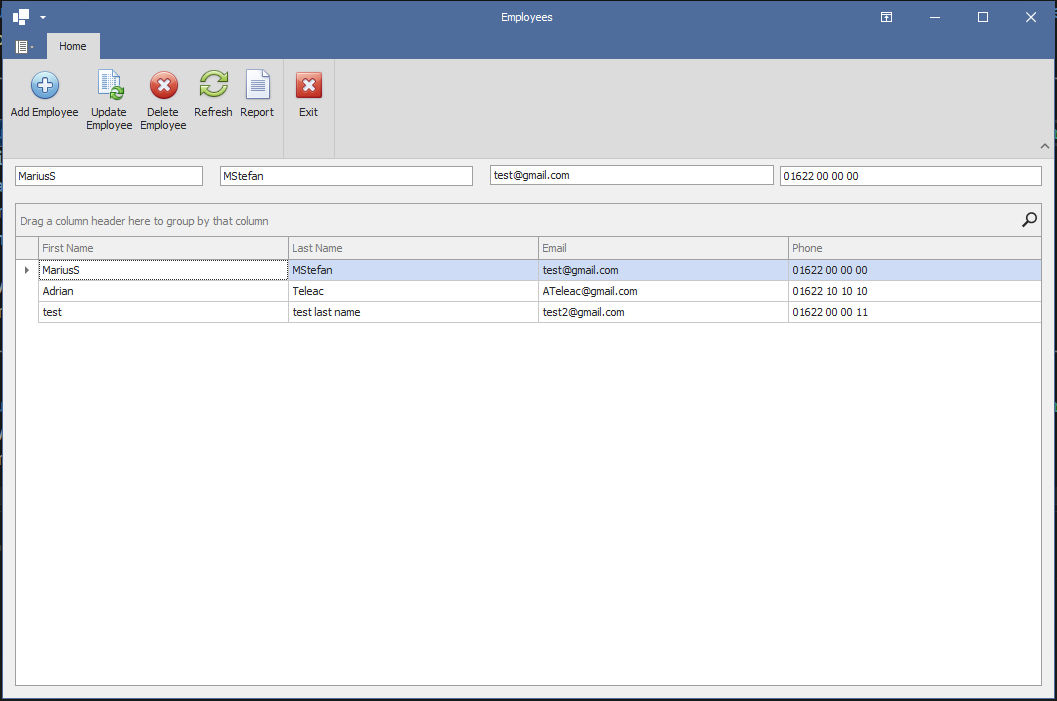 Employees
Home
Add Employee
Update Employee
Delete Employee
Refresh
Report
Exit
MariusS MStefan test@gmail.com 01622 00 00 00
Drag a column header here to group by that column
First Name Last Name Email Phone
MariusS MStefan test@gmail.com 01622 00 00 00
Adrian Teleac ATeleac@gmail.com 01622 10 10 10
test test last name test2@gmail.com 01622 00 00 11